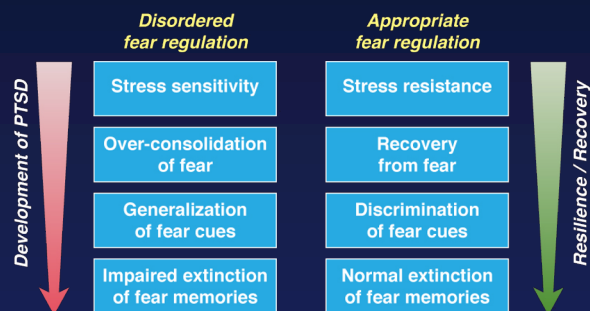 Disordered
fear regulation
Appropriate
fear regulation
Development of PTSD
Stress sensitivity
Stress resistance
Over-consolidation
of fear
Recovery
from fear
Generalization
of fear cues
Discrimination
of fear cues
Impaired extinction
of fear memories
Normal extinction
of fear memories
Resilience / Recovery